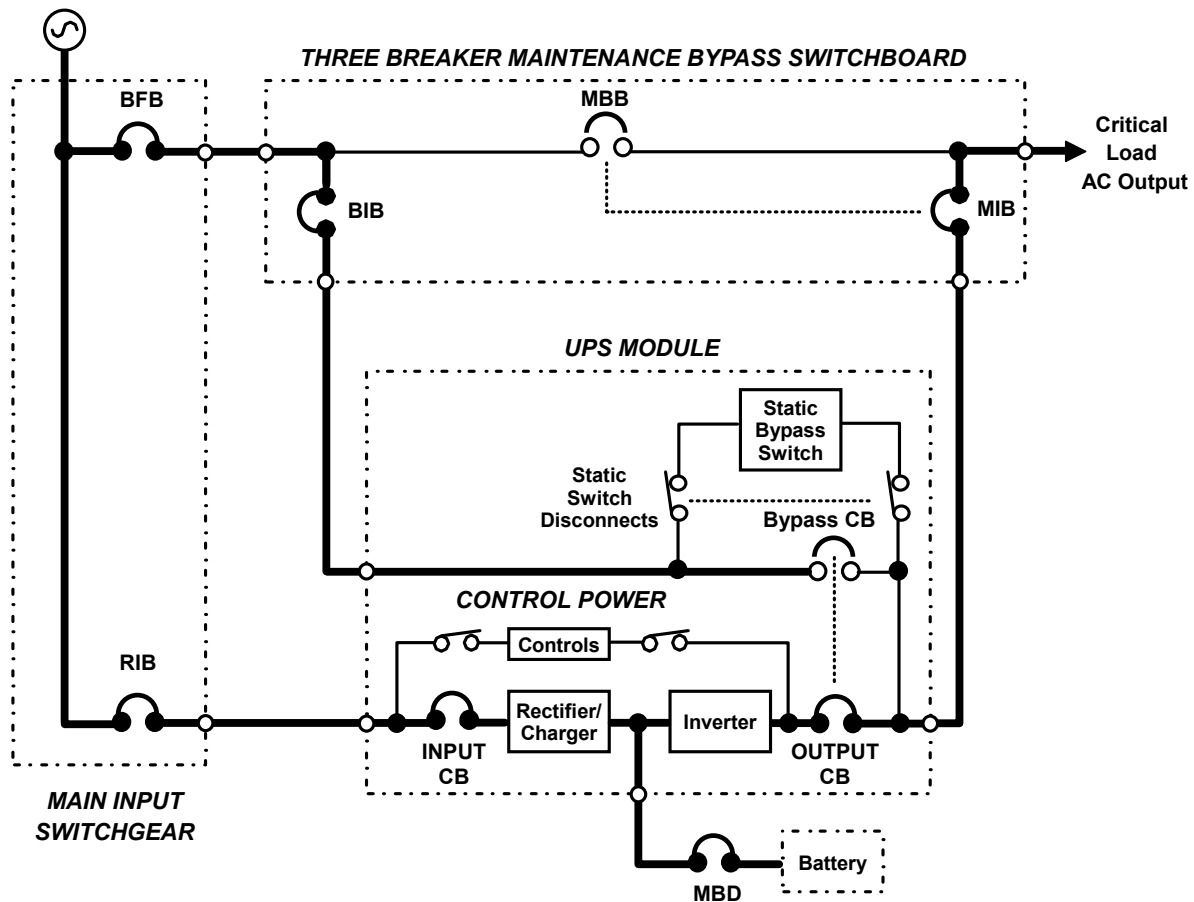 THREE BREAKER MAINTENANCE BYPASS SWITCHBOARD
BFB
MBB
Critical
Load
AC Output
BIB
MIB
UPS MODULE
Static
Bypass
Switch
Static
Switch
Disconnects
Bypass CB
CONTROL POWER
Controls
RIB
Rectifier/
Charger
Inverter
INPUT
CB
OUTPUT
CB
MAIN INPUT
SWITCHGEAR
Battery
MBD